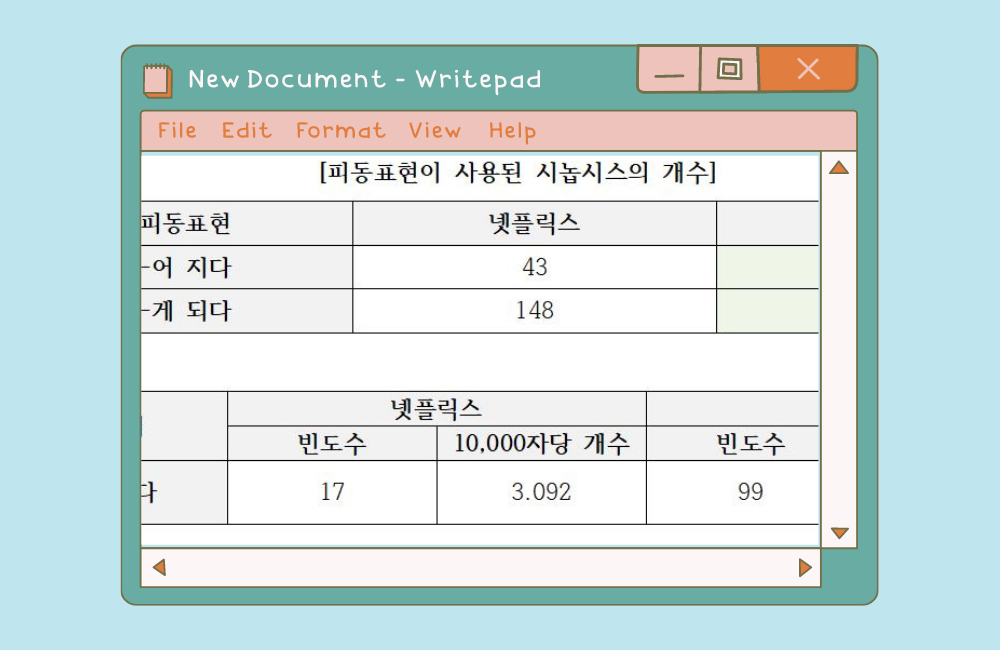 New Document - Writepad
File Edit Format View Help
[피동표현이 사용된 시놉시스의 개수]
피동표현 넷플릭스
-어 지다 43
-게 되다 148
넷플릭스
빈도수 10,000자당 개수 빈도수
다 17 3.092 99